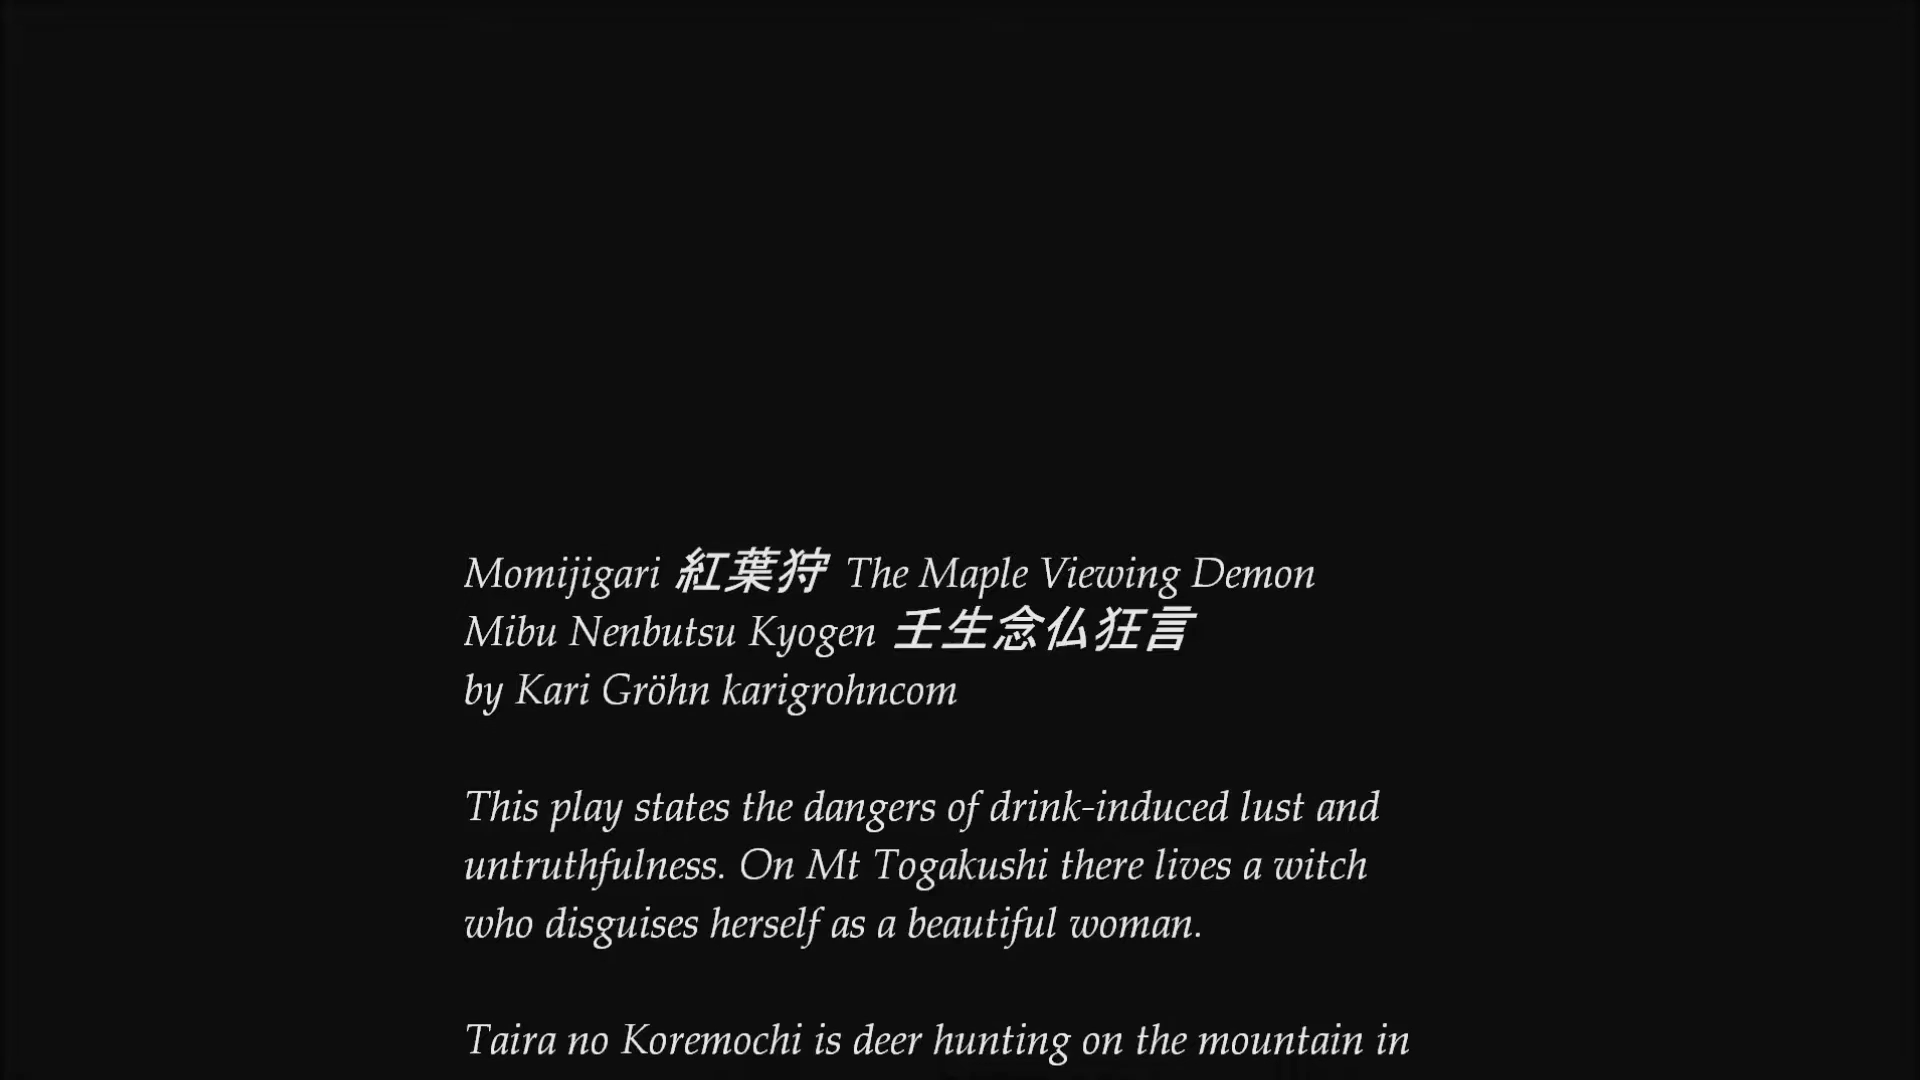 Momijigari 紅葉狩 The Maple Viewing Demon
Mibu Nenbutsu Kyogen 壬生念仏狂言
by Kari Gröhn karigrohncom
This play states the dangers of drink-induced lust and
untruthfulness. On Mt Togakushi there lives a witch
who disguises herself as a beautiful woman.
Taira no Koremochi is deer hunting on the mountain in